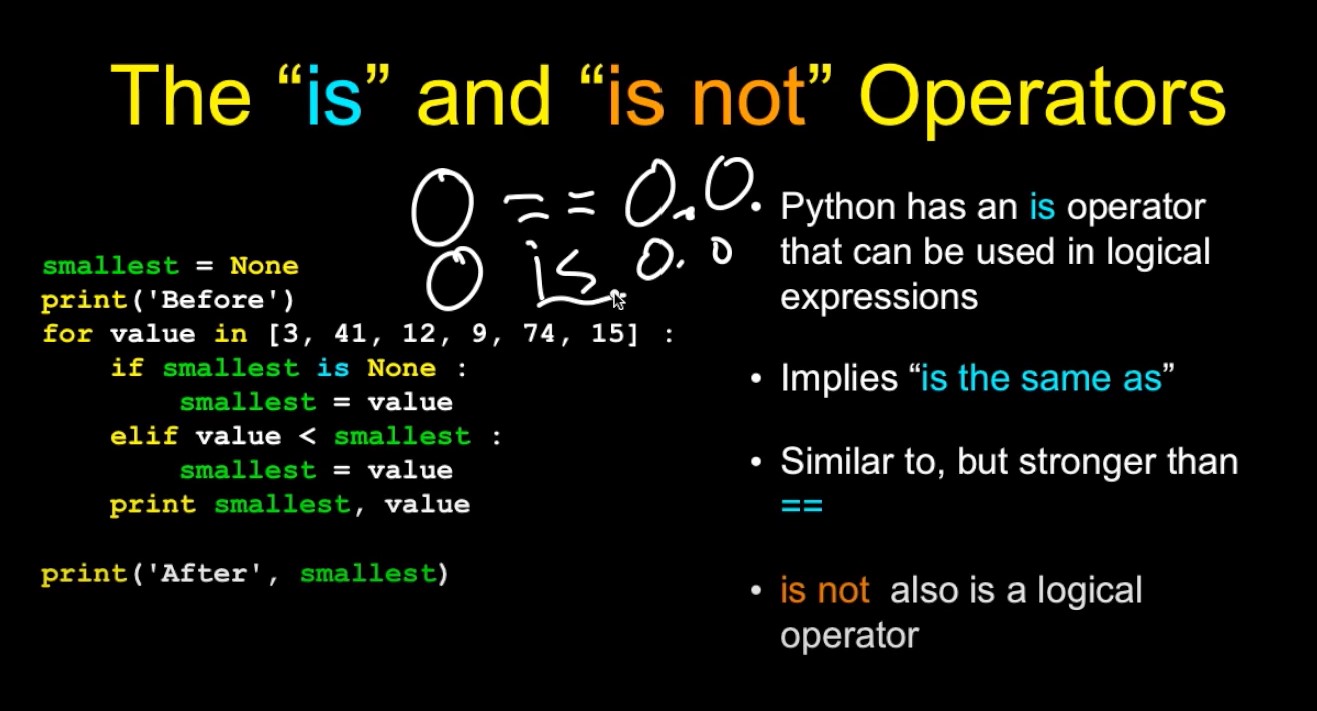 The “is” and “is not” Operators
0 == 0.0
0 is 0.0
smallest = None
print('Before')
for value in [3, 41, 12, 9, 74, 15] :
    if smallest is None :
        smallest = value
    elif value < smallest :
        smallest = value
    print smallest, value
print('After', smallest)
• Python has an is operator
that can be used in logical
expressions
• Implies “is the same as”
• Similar to, but stronger than
==
• is not also is a logical
operator